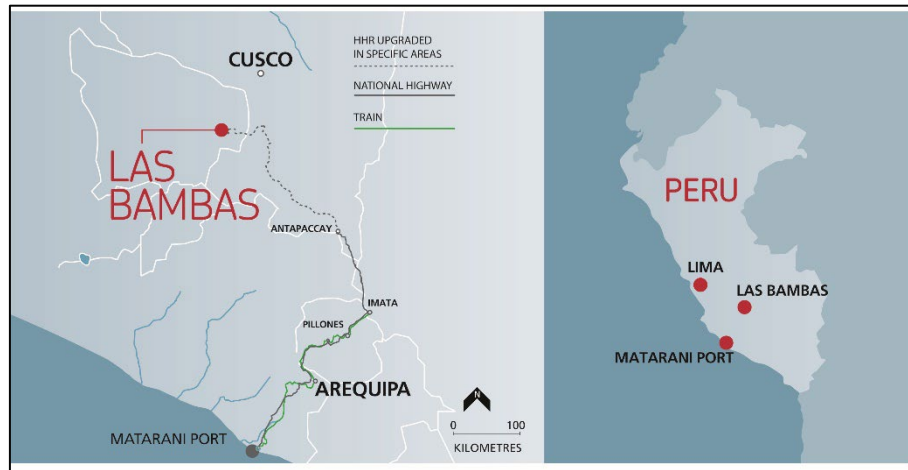 HHR UPGRADED
IN SPECIFIC AREAS
NATIONAL HIGHWAY
TRAIN
CUSCO
LAS
BAMBAS
ANTAPACCAY
IMATA
PILLONES
AREQUIPA
MATARANI PORT
N
0 100
KILOMETRES
PERU
LIMA
LAS BAMBAS
MATARANI PORT